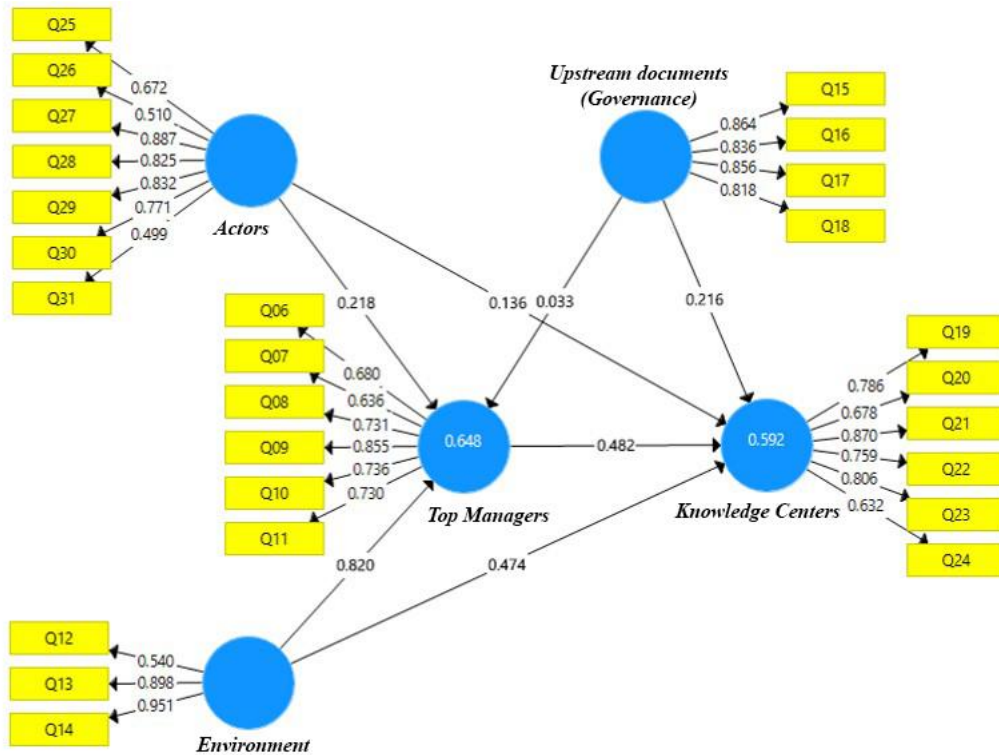 Q25
Q26
Q27
Q28
Q29
Q30
Q31
0.672
0.510
0.887
0.825
0.832
0.771
0.499
Actors
Upstream documents
(Governance)
0.864
0.836
0.856
0.818
Q15
Q16
Q17
Q18
0.218
0.136
0.033
0.216
Q06
Q07
Q08
Q09
Q10
Q11
0.680
0.636
0.731
0.855
0.736
0.730
0.648
Top Managers
0.482
0.592
Knowledge Centers
0.786
0.678
0.870
0.759
0.806
0.632
Q19
Q20
Q21
Q22
Q23
Q24
0.820
0.474
Q12
Q13
Q14
0.540
0.898
0.951
Environment